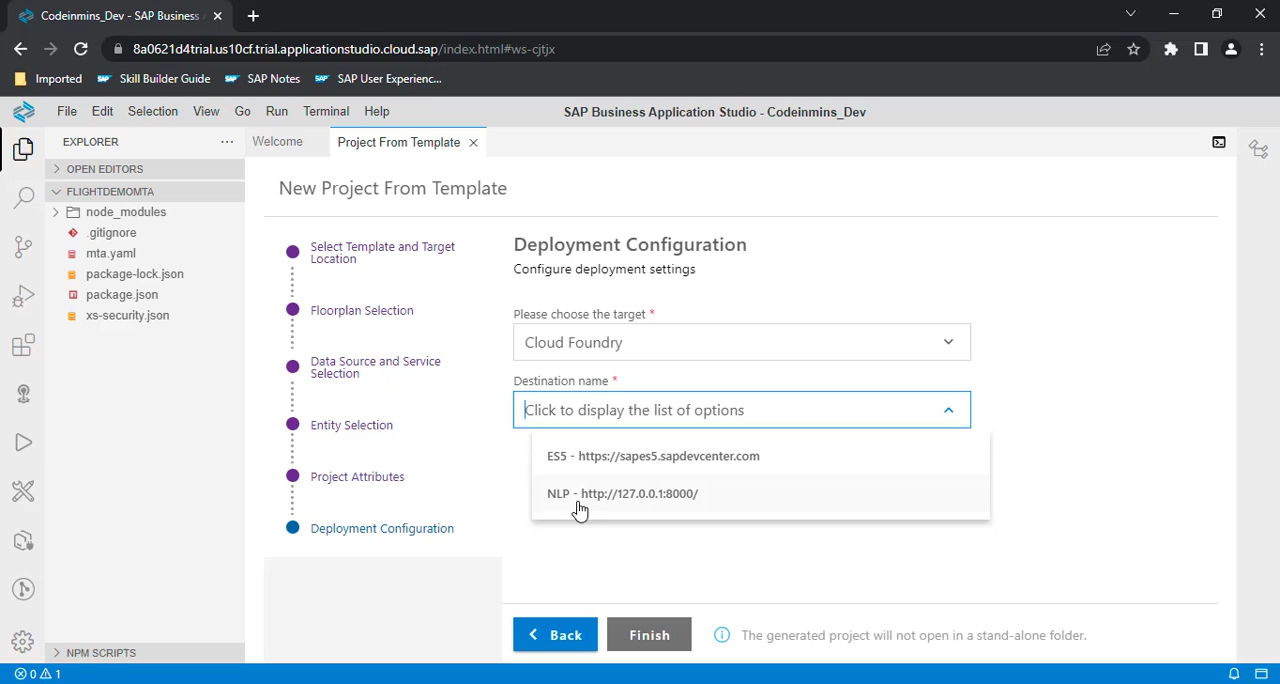 Codeinmins_Dev - SAP Business
8a0621d4trial.us10cf.trial.applicationstudio.cloud.sap/index.html#ws-cjtjx
Imported
SAP
Skill Builder Guide
SAP
SAP Notes
SAP
SAP User Experienc...
File Edit Selection View Go Run Terminal Help
SAP Business Application Studio - Codeinmins_Dev
EXPLORER
Welcome
Project From Template
OPEN EDITORS
FLIGHTDEMOMTA
node_modules
.gitignore
mta.yaml
package-lock.json
package.json
xs-security.json
NPM SCRIPTS
New Project From Template
Select Template and Target
Location
Floorplan Selection
Data Source and Service
Selection
Entity Selection
Project Attributes
Deployment Configuration
Deployment Configuration
Configure deployment settings
Please choose the target *
Cloud Foundry
Destination name *
Click to display the list of options
ES5 - https://sapes5.sapdevcenter.com
NLP - http://127.0.0.1:8000/
Back
Finish
The generated project will not open in a stand-alone folder.
0 1